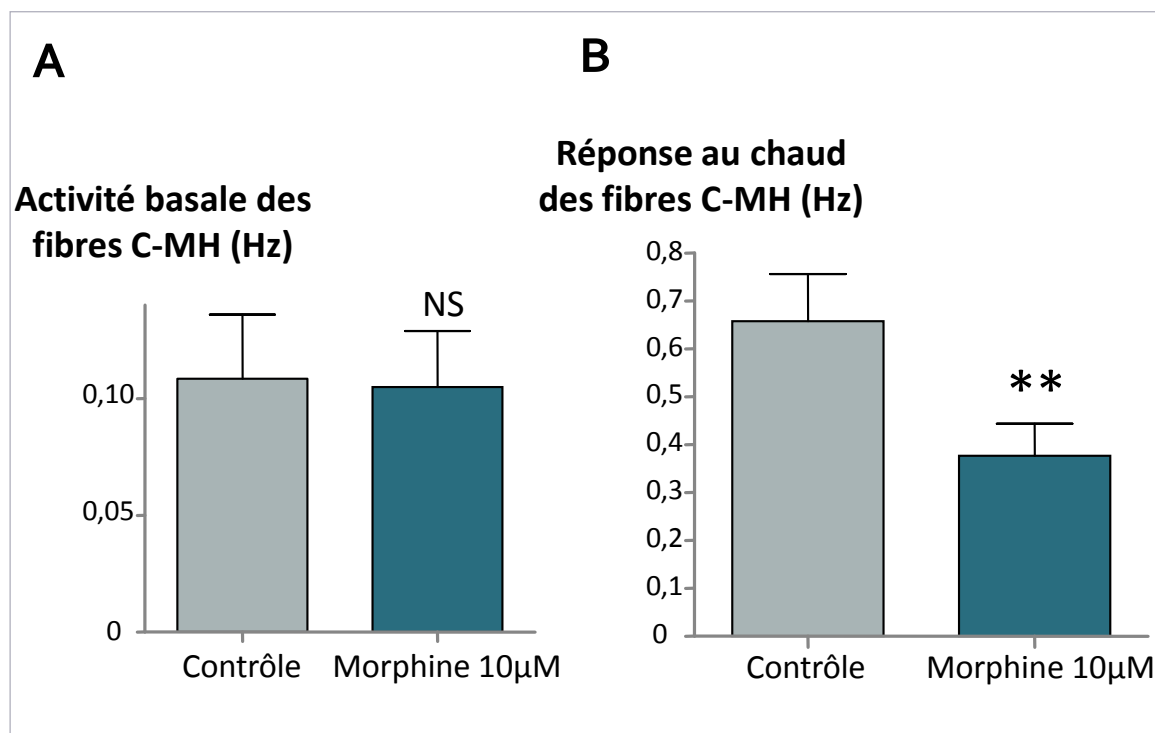 A
Activité basale des
fibres C-MH (Hz)
NS
0,10
0,05
0
Contrôle
Morphine 10µM
B
Réponse au chaud
des fibres C-MH (Hz)
0,8
0,7
0,6
0,5
0,4
0,3
0,2
0,1
0
**
Contrôle
Morphine 10µM